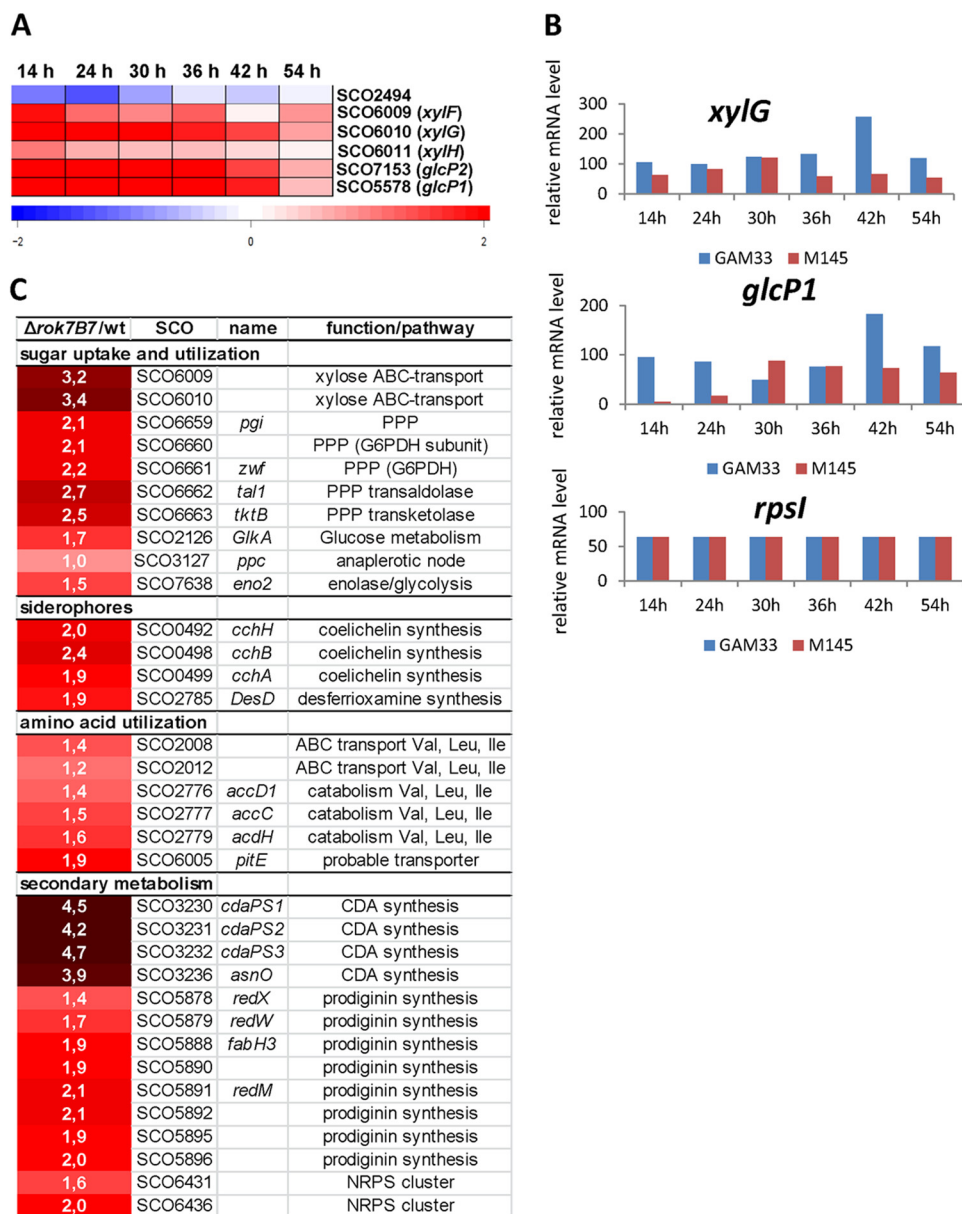 A
14 h 24 h 30 h 36 h 42 h 54 h
SCO2494
SCO6009 (xylF)
SCO6010 (xylG)
SCO6011 (xylH)
SCO7153 (glcP2)
SCO5578 (glcP1)
−2 0 2
B
xylG
relative mRNA level
300
200
100
0
14h 24h 30h 36h 42h 54h
GAM33 M145
glcP1
relative mRNA level
200
100
0
14h 24h 30h 36h 42h 54h
GAM33 M145
rpsI
relative mRNA level
100
50
0
14h 24h 30h 36h 42h 54h
GAM33 M145
C
Δrok7B7/wt SCO name function/pathway
sugar uptake and utilization
3,2 SCO6009 xylose ABC-transport
3,4 SCO6010 xylose ABC-transport
2,1 SCO6659 pgi PPP
2,1 SCO6660 PPP (G6PDH subunit)
2,2 SCO6661 zwf PPP (G6PDH)
2,7 SCO6662 tal1 PPP transaldolase
2,5 SCO6663 tktB PPP transketolase
1,7 SCO2126 GlkA Glucose metabolism
1,0 SCO3127 ppc anaplerotic node
1,5 SCO7638 eno2 enolase/glycolysis
siderophores
2,0 SCO0492 cchH coelichelin synthesis
2,4 SCO0498 cchB coelichelin synthesis
1,9 SCO0499 cchA coelichelin synthesis
1,9 SCO2785 DesD desferrioxamine synthesis
amino acid utilization
1,4 SCO2008 ABC transport Val, Leu, Ile
1,2 SCO2012 ABC transport Val, Leu, Ile
1,4 SCO2776 accD1 catabolism Val, Leu, Ile
1,5 SCO2777 accC catabolism Val, Leu, Ile
1,6 SCO2779 acdH catabolism Val, Leu, Ile
1,9 SCO6005 pitE probable transporter
secondary metabolism
4,5 SCO3230 cdaPS1 CDA synthesis
4,2 SCO3231 cdaPS2 CDA synthesis
4,7 SCO3232 cdaPS3 CDA synthesis
3,9 SCO3236 asnO CDA synthesis
1,4 SCO5878 redX prodiginin synthesis
1,7 SCO5879 redW prodiginin synthesis
1,9 SCO5888 fabH3 prodiginin synthesis
1,9 SCO5890 prodiginin synthesis
2,1 SCO5891 redM prodiginin synthesis
2,1 SCO5892 prodiginin synthesis
1,9 SCO5895 prodiginin synthesis
2,0 SCO5896 prodiginin synthesis
1,6 SCO6431 NRPS cluster
2,0 SCO6436 NRPS cluster